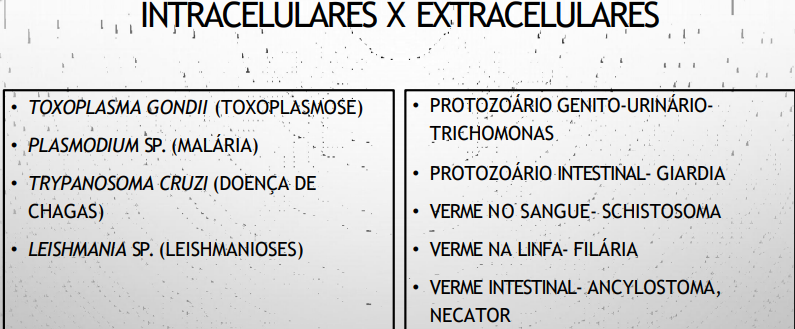 INTRACELULARES X EXTRACELULARES
• TOXOPLASMA GONDII (TOXOPLASMOSE)
• PLASMODIUM SP. (MALÁRIA)
• TRYPANOSOMA CRUZI (DOENÇA DE
CHAGAS)
• LEISHMANIA SP. (LEISHMANIOSES)
• PROTOZOÁRIO GENITO-URINÁRIO-
TRICHOMONAS
• PROTOZOÁRIO INTESTINAL- GIARDIA
• VERME NO SANGUE- SCHISTOSOMA
• VERME NA LINFA- FILÁRIA
• VERME INTESTINAL- ANCYLOSTOMA,
NECATOR